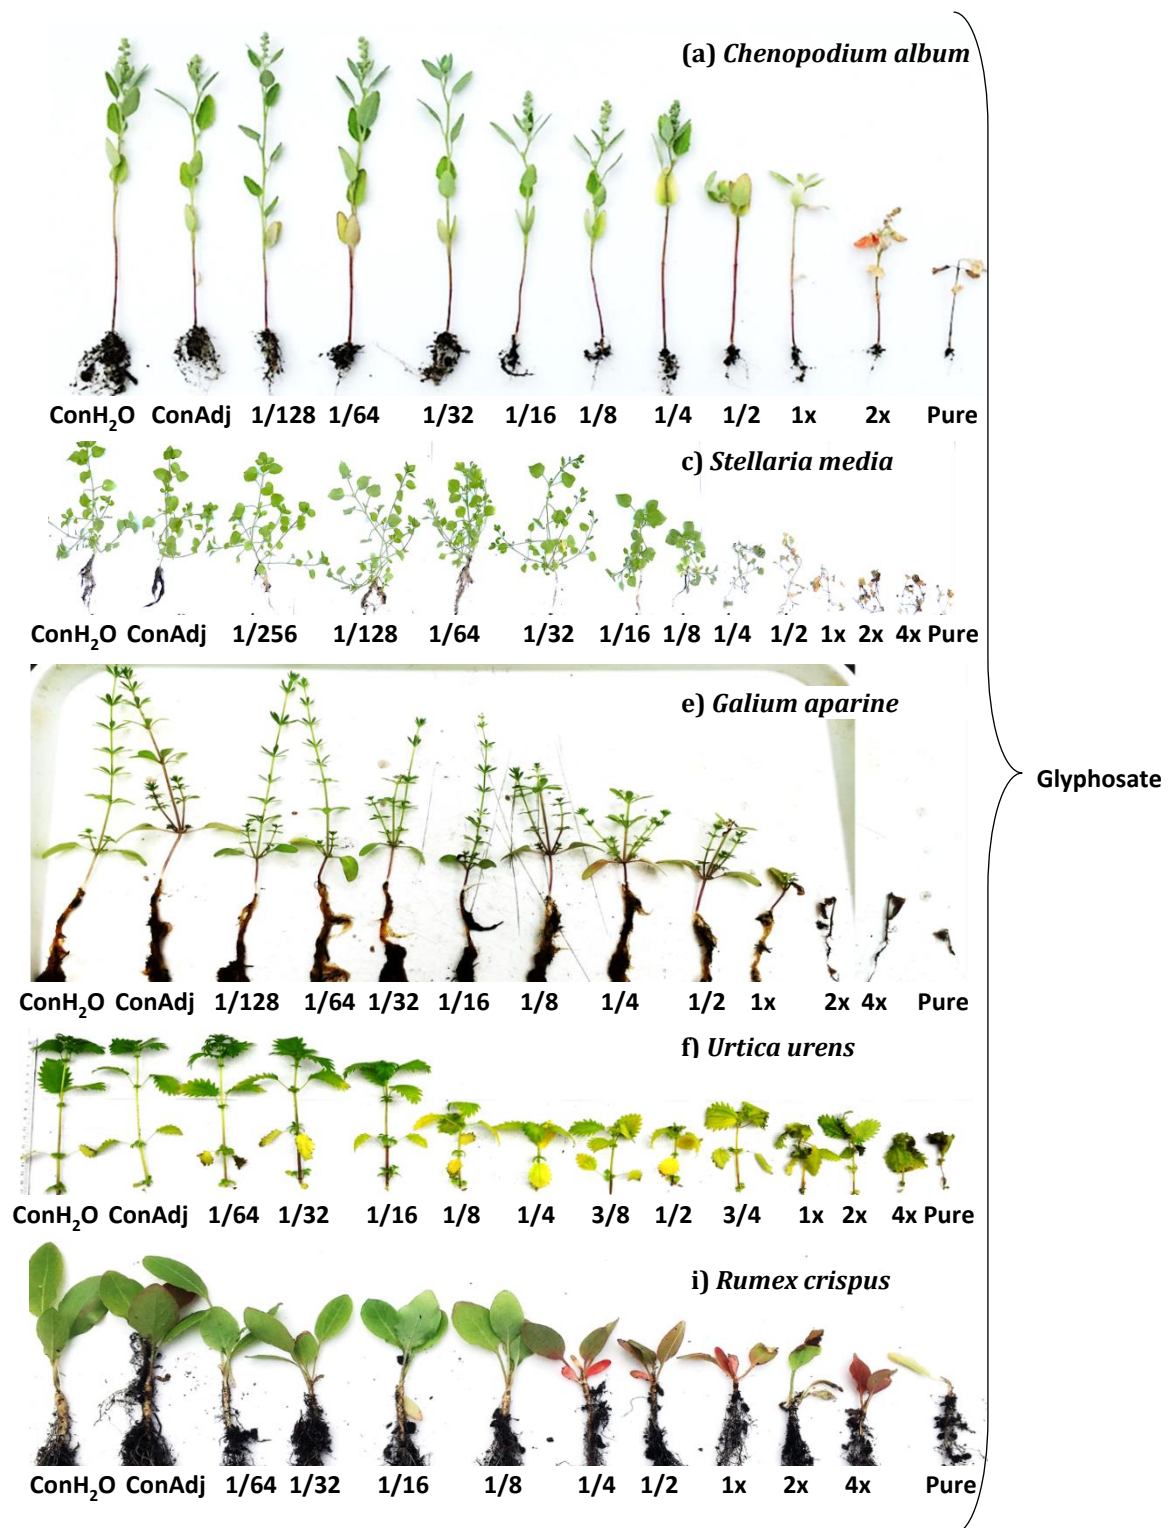 (a) Chenopodium album
ConH₂O ConAdj 1/128 1/64 1/32 1/16 1/8 1/4 1/2 1x 2x Pure
c) Stellaria media
ConH₂O ConAdj 1/256 1/128 1/64 1/32 1/16 1/8 1/4 1/2 1x 2x 4x Pure
e) Galium aparine
Glyphosate
ConH₂O ConAdj 1/128 1/64 1/32 1/16 1/8 1/4 1/2 1x 2x 4x Pure
f) Urtica urens
ConH₂O ConAdj 1/64 1/32 1/16 1/8 1/4 3/8 1/2 3/4 1x 2x 4x Pure
i) Rumex crispus
ConH₂O ConAdj 1/64 1/32 1/16 1/8 1/4 1/2 1x 2x 4x Pure